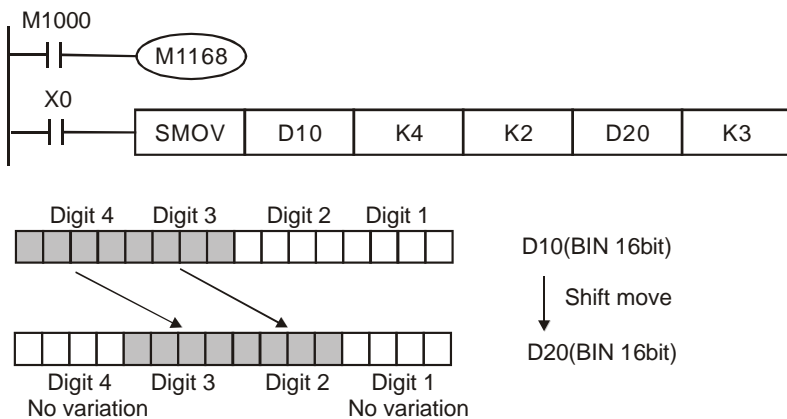 M1000
M1168
X0
SMOV D10 K4 K2 D20 K3
Digit 4 Digit 3 Digit 2 Digit 1
D10(BIN 16bit)
Shift move
D20(BIN 16bit)
Digit 4 Digit 3 Digit 2 Digit 1
No variation No variation